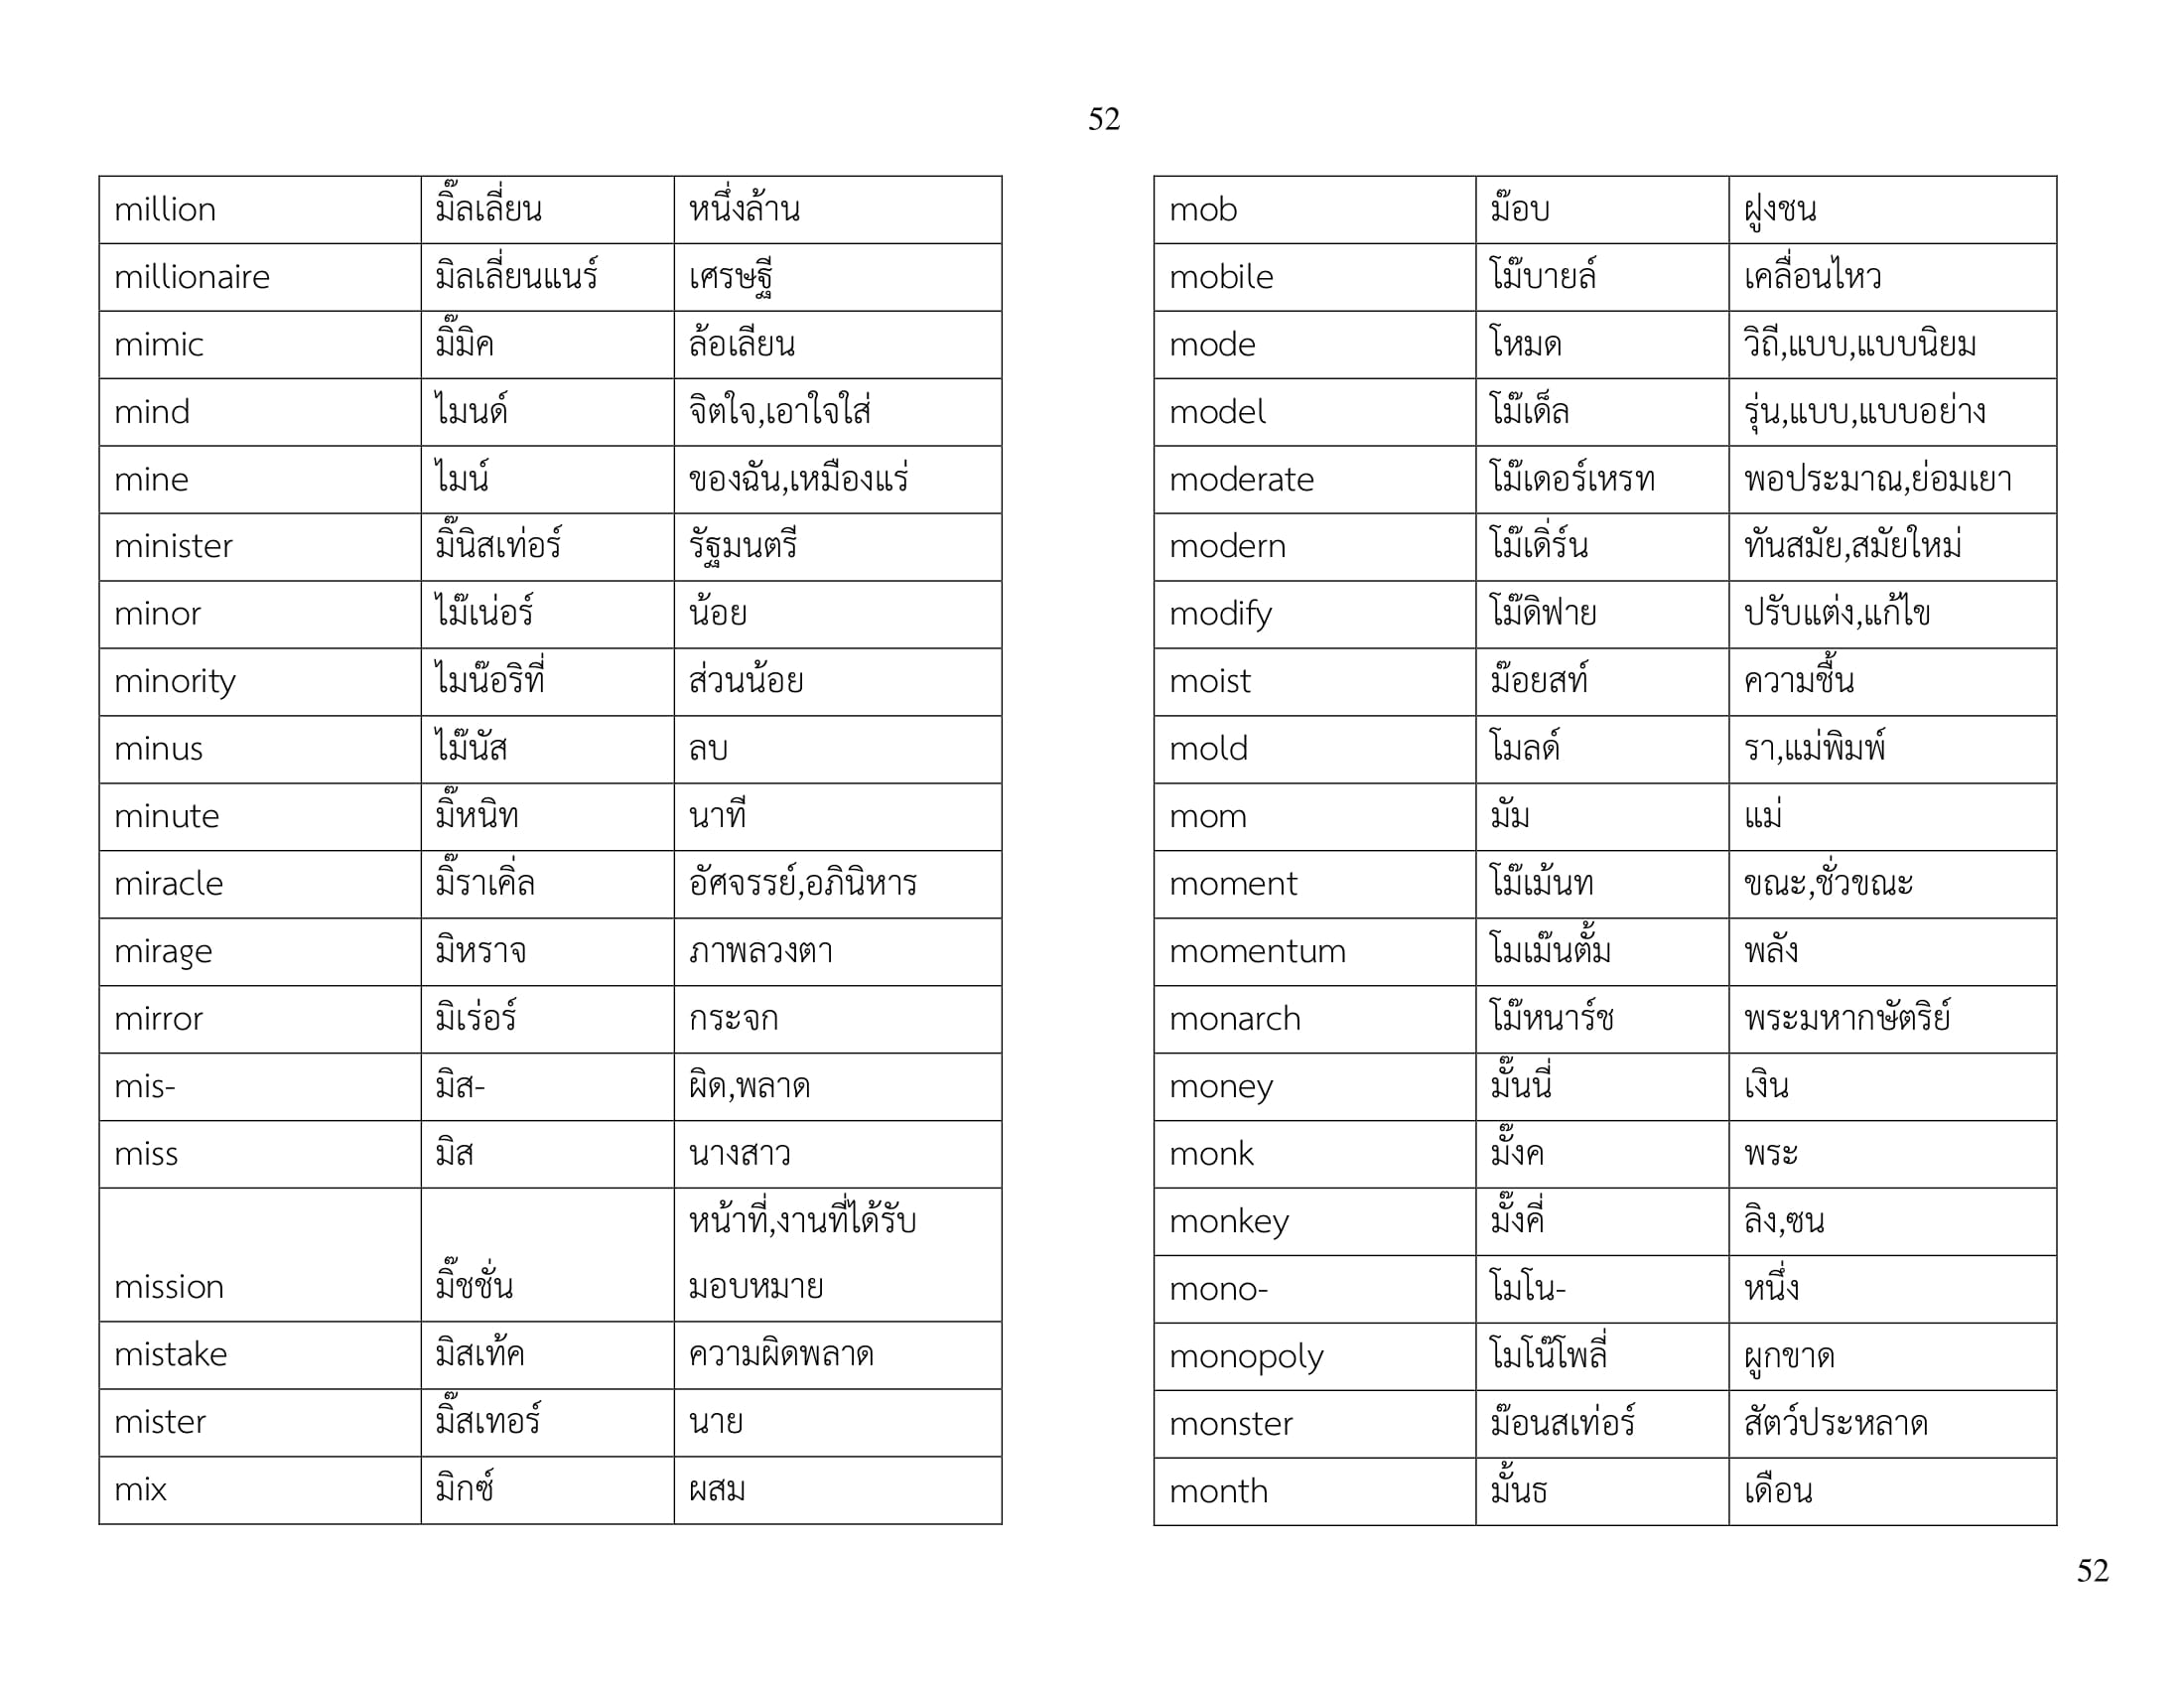 52
million มิ๊ลเลี่ยน หนึ่งล้าน
millionaire มิลเลี่ยนแนร์ เศรษฐี
mimic มิ๊มิค ล้อเลียน
mind ไมนด์ จิตใจ,เอาใจใส่
mine ไมน์ ของฉัน,เหมืองแร่
minister มิ๊นิสเท่อร์ รัฐมนตรี
minor ไม๊เน่อร์ น้อย
minority ไมน๊อริที่ ส่วนน้อย
minus ไม๊นัส ลบ
minute มิ๊หนิท นาที
miracle มิ๊ราเคิ่ล อัศจรรย์,อภินิหาร
mirage มิหราจ ภาพลวงตา
mirror มิเร่อร์ กระจก
mis- มิส- ผิด,พลาด
miss มิส นางสาว
หน้าที่,งานที่ได้รับ
mission มิ๊ชชั่น มอบหมาย
mistake มิสเท้ค ความผิดพลาด
mister มิ๊สเทอร์ นาย
mix มิกซ์ ผสม
mob ม๊อบ ฝูงชน
mobile โม๊บายล์ เคลื่อนไหว
mode โหมด วิถี,แบบ,แบบนิยม
model โม๊เด็ล รุ่น,แบบ,แบบอย่าง
moderate โม๊เดอร์เหรท พอประมาณ,ย่อมเยา
modern โม๊เดิ่ร์น ทันสมัย,สมัยใหม่
modify โม๊ดิฟาย ปรับแต่ง,แก้ไข
moist ม๊อยสท์ ความชื้น
mold โมลด์ รา,แม่พิมพ์
mom มัม แม่
moment โม๊เม้นท ขณะ,ชั่วขณะ
momentum โมเม๊นตั้ม พลัง
monarch โม๊หนาร์ช พระมหากษัตริย์
money มั๊นนี่ เงิน
monk มั๊งค พระ
monkey มั๊งคี่ ลิง,ซน
mono- โมโน- หนึ่ง
monopoly โมโน๊โพลี่ ผูกขาด
monster ม๊อนสเท่อร์ สัตว์ประหลาด
month มั้นธ เดือน
52